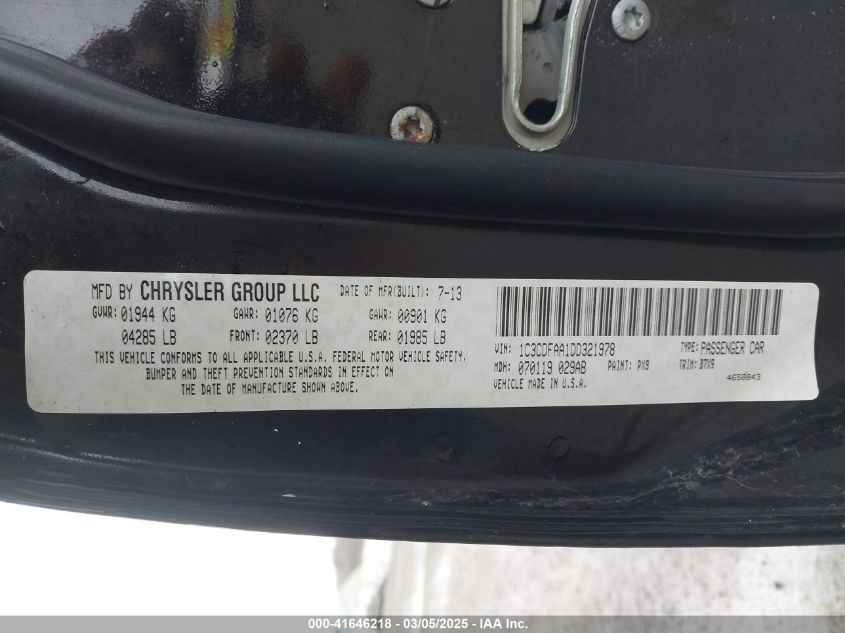 MFD BY CHRYSLER GROUP LLC DATE OF MFR(BUILT): 7-13
GVWR: 01944 KG GAWR: 01076 KG GAWR: 00901 KG
04285 LB FRONT: 02370 LB REAR: 01985 LB
THIS VEHICLE CONFORMS TO ALL APPLICABLE U.S.A. FEDERAL MOTOR VEHICLE SAFETY,
BUMPER AND THEFT PREVENTION STANDARDS IN EFFECT ON
THE DATE OF MANUFACTURE SHOWN ABOVE.
VIN: 1C3CDFAA1DD321978 TYPE: PASSENGER CAR
MDH: 070119 029AB PAINT: PX8 TRIM: B7X9
VEHICLE MADE IN U.S.A. 4658843
000-41646218 - 03/05/2025 - IAA Inc.